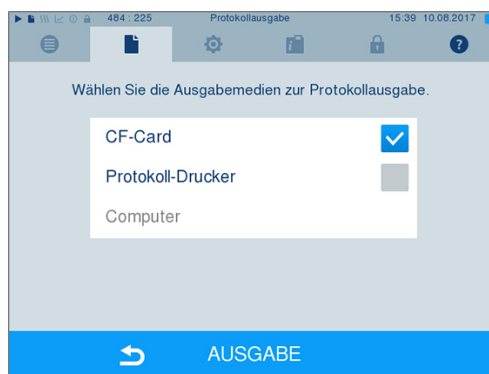 484 : 225 Protokollausgabe 15:39 10.08.2017
Wählen Sie die Ausgabemedien zur Protokollausgabe.
CF-Card
Protokoll-Drucker
Computer
AUSGABE